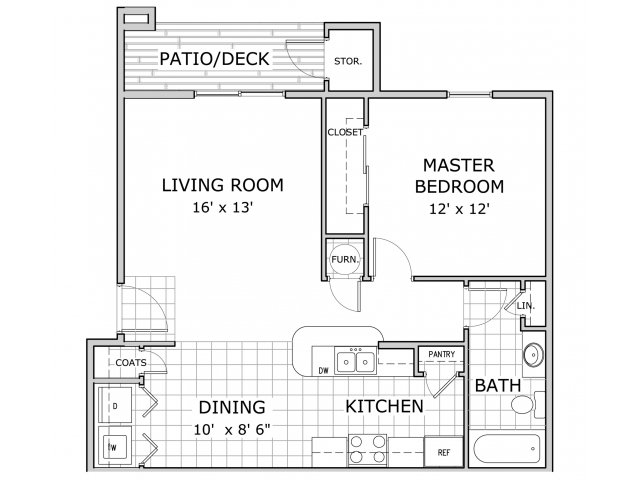 PATIO/DECK
STOR.
CLOSET
LIVING ROOM
16' x 13'
MASTER
BEDROOM
12' x 12'
FURN.
LIN.
COATS
DW
PANTRY
BATH
D
W
DINING
10' x 8' 6"
KITCHEN
REF